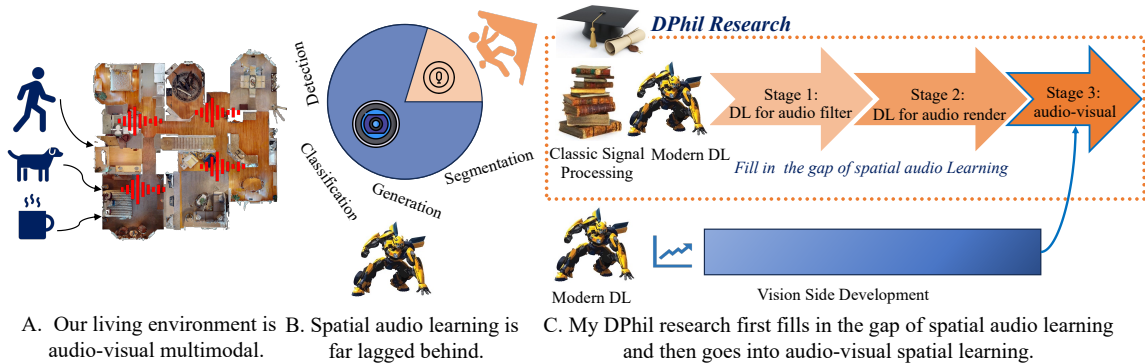 DPhil Research
Detection
Classification
Generation
Segmentation
Stage 1:
DL for audio filter
Stage 2:
DL for audio render
Stage 3:
audio-visual
Classic Signal
Processing
Modern DL
Fill in the gap of spatial audio Learning
Modern DL
Vision Side Development
A. Our living environment is
audio-visual multimodal.
B. Spatial audio learning is
far lagged behind.
C. My DPhil research first fills in the gap of spatial audio learning
and then goes into audio-visual spatial learning.